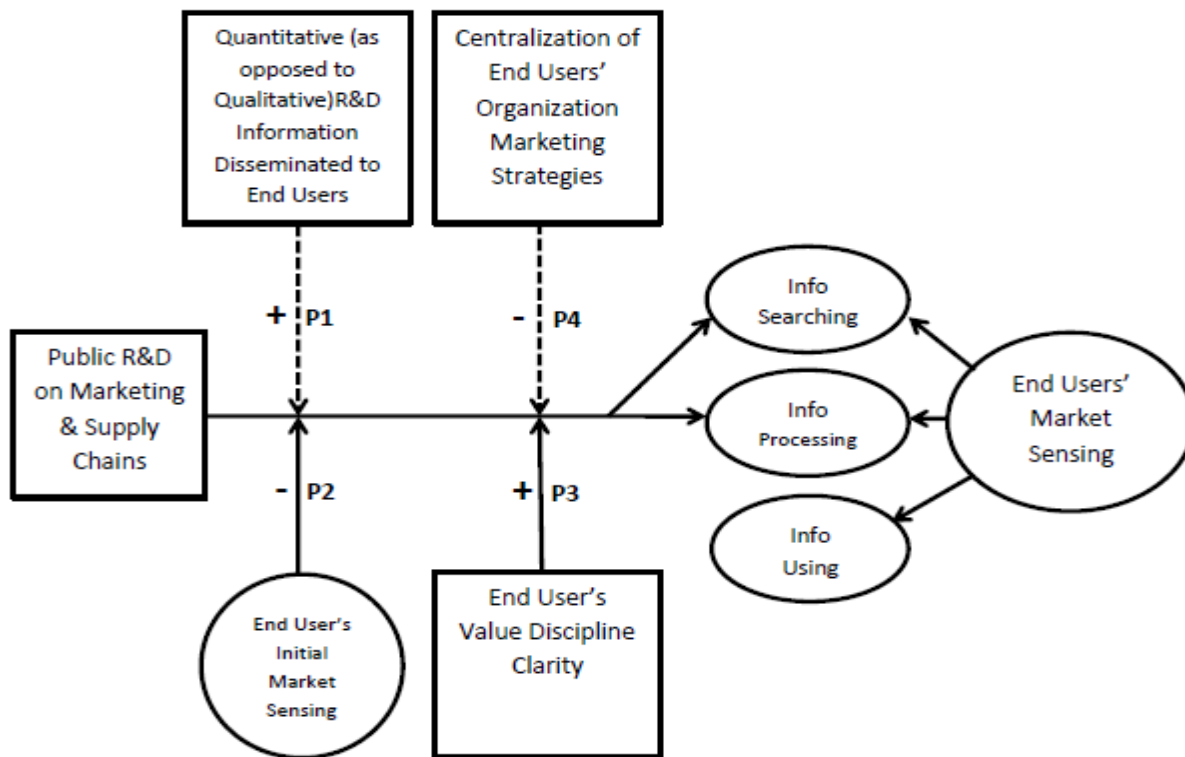 Quantitative (as
opposed to
Qualitative)R&D
Information
Disseminated to
End Users
Centralization of
End Users’
Organization
Marketing
Strategies
+ P1
- P4
Public R&D
on Marketing
& Supply
Chains
- P2
+ P3
End User’s
Initial
Market
Sensing
End User’s
Value Discipline
Clarity
Info
Searching
Info
Processing
Info
Using
End Users’
Market
Sensing